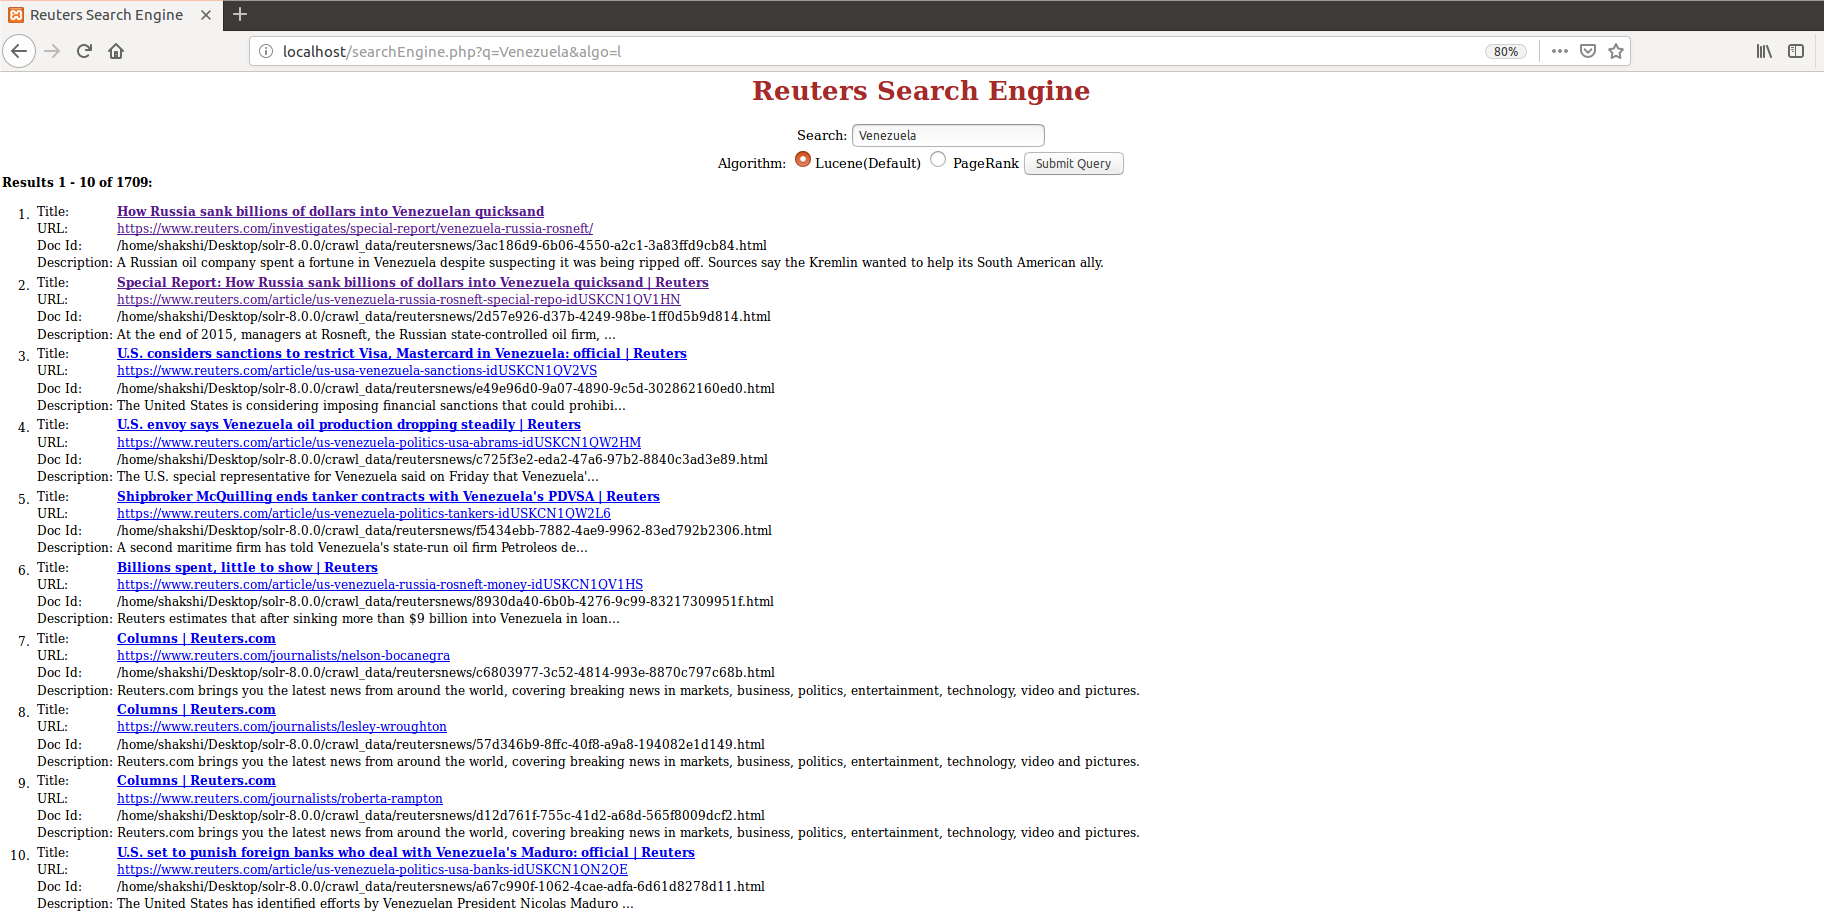 Reuters Search Engine
localhost/searchEngine.php?q=Venezuela&algo=l
80%
Reuters Search Engine
Search: Venezuela
Algorithm: Lucene(Default) PageRank Submit Query
Results 1 - 10 of 1709:
1. Title: How Russia sank billions of dollars into Venezuelan quicksand
URL: https://www.reuters.com/investigates/special-report/venezuela-russia-rosneft/
Doc Id: /home/shakshi/Desktop/solr-8.0.0/crawl_data/reutersnews/3ac186d9-6b06-4550-a2c1-3a83ffd9cb84.html
Description: A Russian oil company spent a fortune in Venezuela despite suspecting it was being ripped off. Sources say the Kremlin wanted to help its South American ally.
2. Title: Special Report: How Russia sank billions of dollars into Venezuela quicksand | Reuters
URL: https://www.reuters.com/article/us-venezuela-russia-rosneft-special-repo-idUSKCN1QV1HN
Doc Id: /home/shakshi/Desktop/solr-8.0.0/crawl_data/reutersnews/2d57e926-d37b-4249-98be-1ff0d5b9d814.html
Description: At the end of 2015, managers at Rosneft, the Russian state-controlled oil firm, ...
3. Title: U.S. considers sanctions to restrict Visa, Mastercard in Venezuela: official | Reuters
URL: https://www.reuters.com/article/us-usa-venezuela-sanctions-idUSKCN1QV2VS
Doc Id: /home/shakshi/Desktop/solr-8.0.0/crawl_data/reutersnews/e49e96d0-9a07-4890-9c5d-302862160ed0.html
Description: The United States is considering imposing financial sanctions that could prohibi...
4. Title: U.S. envoy says Venezuela oil production dropping steadily | Reuters
URL: https://www.reuters.com/article/us-venezuela-politics-usa-abrams-idUSKCN1QW2HM
Doc Id: /home/shakshi/Desktop/solr-8.0.0/crawl_data/reutersnews/c725f3e2-eda2-47a6-97b2-8840c3ad3e89.html
Description: The U.S. special representative for Venezuela said on Friday that Venezuela'...
5. Title: Shipbroker McQuilling ends tanker contracts with Venezuela's PDVSA | Reuters
URL: https://www.reuters.com/article/us-venezuela-politics-tankers-idUSKCN1QW2L6
Doc Id: /home/shakshi/Desktop/solr-8.0.0/crawl_data/reutersnews/f5434ebb-7882-4ae9-9962-83ed792b2306.html
Description: A second maritime firm has told Venezuela's state-run oil firm Petroleos de...
6. Title: Billions spent, little to show | Reuters
URL: https://www.reuters.com/article/us-venezuela-russia-rosneft-money-idUSKCN1QV1HS
Doc Id: /home/shakshi/Desktop/solr-8.0.0/crawl_data/reutersnews/8930da40-6b0b-4276-9c99-83217309951f.html
Description: Reuters estimates that after sinking more than $9 billion into Venezuela in loan...
7. Title: Columns | Reuters.com
URL: https://www.reuters.com/journalists/nelson-bocanegra
Doc Id: /home/shakshi/Desktop/solr-8.0.0/crawl_data/reutersnews/c6803977-3c52-4814-993e-8870c797c68b.html
Description: Reuters.com brings you the latest news from around the world, covering breaking news in markets, business, politics, entertainment, technology, video and pictures.
8. Title: Columns | Reuters.com
URL: https://www.reuters.com/journalists/lesley-wroughton
Doc Id: /home/shakshi/Desktop/solr-8.0.0/crawl_data/reutersnews/57d346b9-8ffc-40f8-a9a8-194082e1d149.html
Description: Reuters.com brings you the latest news from around the world, covering breaking news in markets, business, politics, entertainment, technology, video and pictures.
9. Title: Columns | Reuters.com
URL: https://www.reuters.com/journalists/roberta-rampton
Doc Id: /home/shakshi/Desktop/solr-8.0.0/crawl_data/reutersnews/d12d761f-755c-41d2-a68d-565f8009dcf2.html
Description: Reuters.com brings you the latest news from around the world, covering breaking news in markets, business, politics, entertainment, technology, video and pictures.
10. Title: U.S. set to punish foreign banks who deal with Venezuela's Maduro: official | Reuters
URL: https://www.reuters.com/article/us-venezuela-politics-usa-banks-idUSKCN1QN2QE
Doc Id: /home/shakshi/Desktop/solr-8.0.0/crawl_data/reutersnews/a67c990f-1062-4cae-adfa-6d61d8278d11.html
Description: The United States has identified efforts by Venezuelan President Nicolas Maduro ...